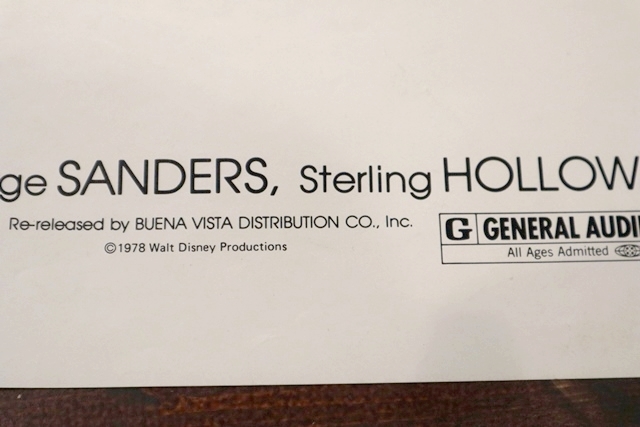 ge SANDERS, Sterling HOLLOW
Re-released by BUENA VISTA DISTRIBUTION CO., Inc.
©1978 Walt Disney Productions
G GENERAL AUDI
All Ages Admitted